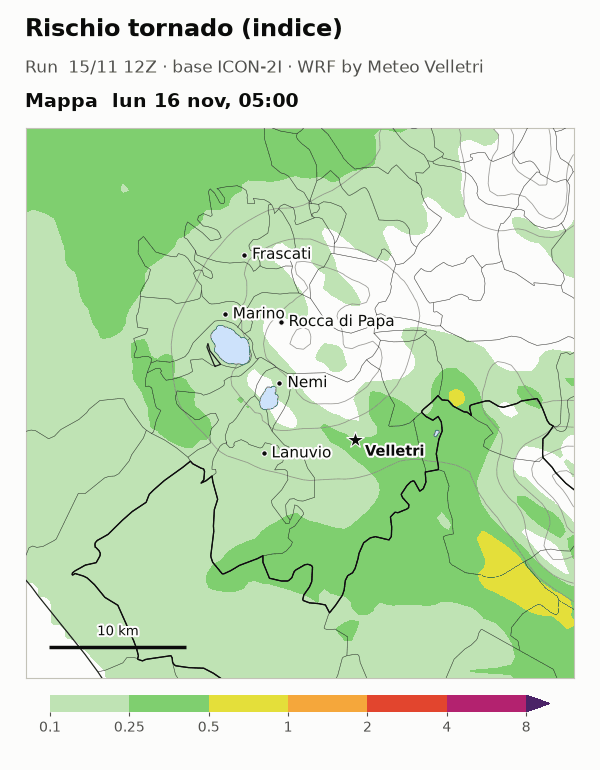 Rischio tornado (indice)
Run  15/11 12Z · base ICON-2I · WRF by Meteo Velletri
Mappa  lun 16 nov, 05:00
Frascati
Marino
Rocca di Papa
Nemi
Velletri
Lanuvio
10 km
0.1 0.25 0.5 1 2 4 8